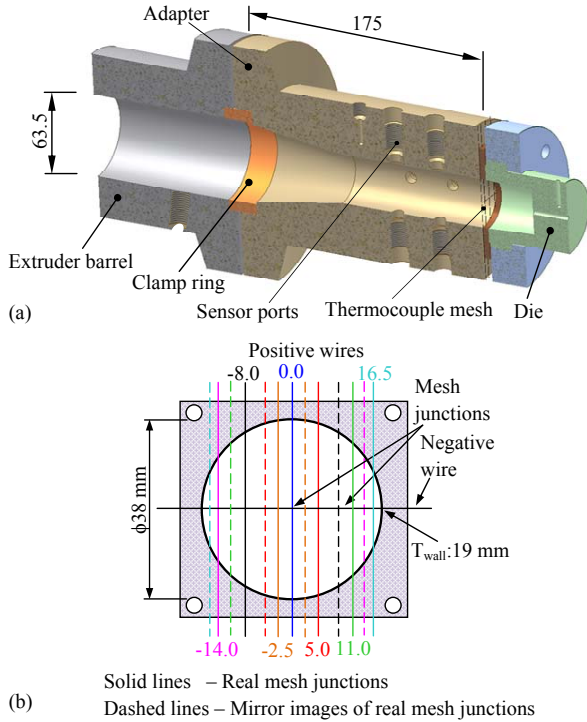 Adapter
175
63.5
Extruder barrel
Clamp ring
Sensor ports
Thermocouple mesh
Die
(a)
Positive wires
-8.0 0.0 16.5
Mesh
junctions
Negative
wire
ϕ38 mm
Twall:19 mm
-14.0 -2.5 5.0 11.0
(b)
Solid lines – Real mesh junctions
Dashed lines – Mirror images of real mesh junctions